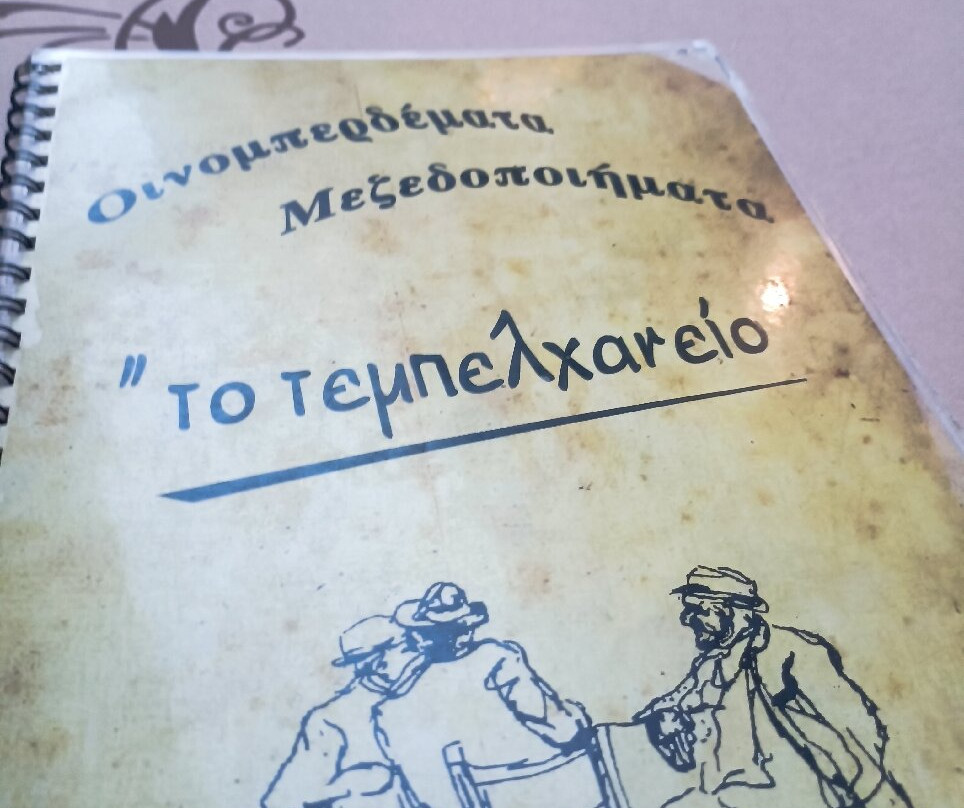 Οινομπερδέματα
Μεζεδοποιήματα
" το τεμπελχανείο